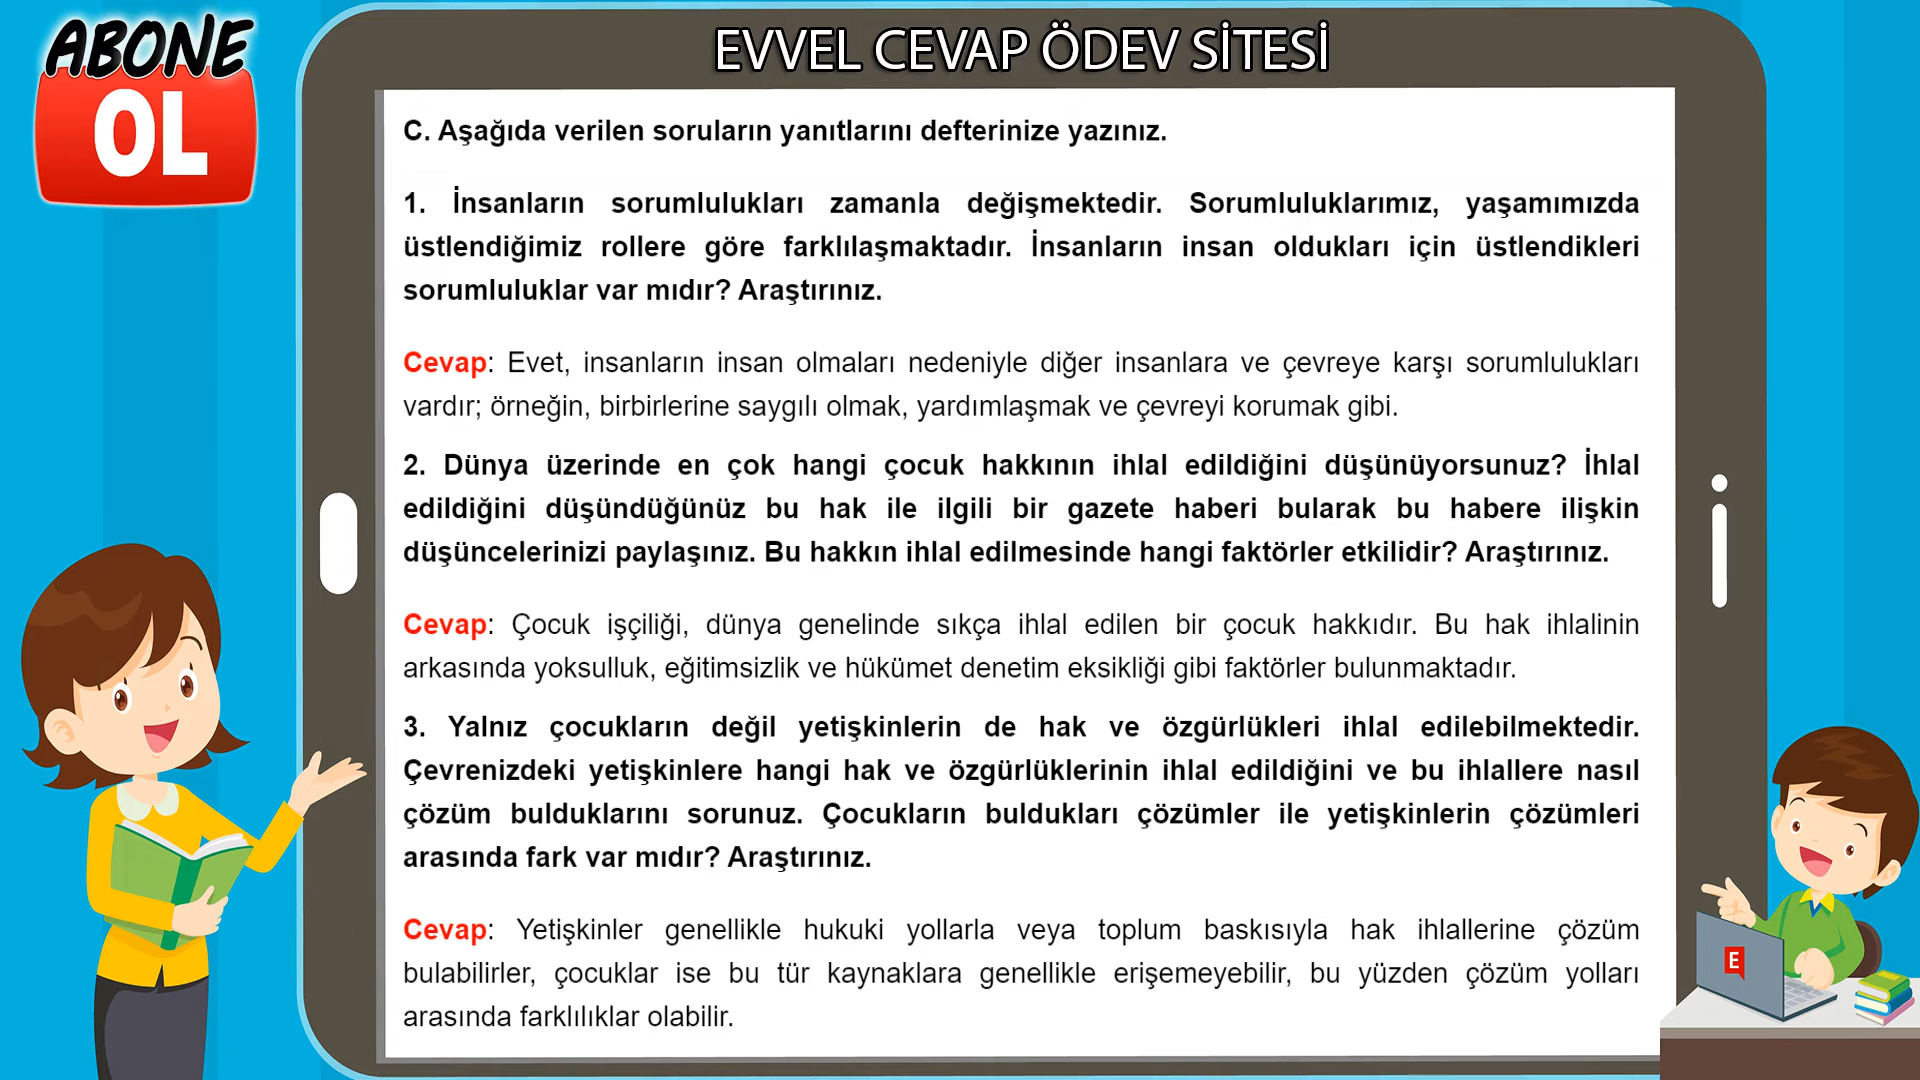 ABONE
OL
EVVEL CEVAP ÖDEV SİTESİ
C. Aşağıda verilen soruların yanıtlarını defterinize yazınız.
1. İnsanların sorumlulukları zamanla değişmektedir. Sorumluluklarımız, yaşamımızda
üstlendiğimiz rollere göre farklılaşmaktadır. İnsanların insan oldukları için üstlendikleri
sorumluluklar var mıdır? Araştırınız.
Cevap: Evet, insanların insan olmaları nedeniyle diğer insanlara ve çevreye karşı sorumlulukları
vardır; örneğin, birbirlerine saygılı olmak, yardımlaşmak ve çevreyi korumak gibi.
2. Dünya üzerinde en çok hangi çocuk hakkının ihlal edildiğini düşünüyorsunuz? İhlal
edildiğini düşündüğünüz bu hak ile ilgili bir gazete haberi bularak bu habere ilişkin
düşüncelerinizi paylaşınız. Bu hakkın ihlal edilmesinde hangi faktörler etkilidir? Araştırınız.
Cevap: Çocuk işçiliği, dünya genelinde sıkça ihlal edilen bir çocuk hakkıdır. Bu hak ihlalinin
arkasında yoksulluk, eğitimsizlik ve hükümet denetim eksikliği gibi faktörler bulunmaktadır.
3. Yalnız çocukların değil yetişkinlerin de hak ve özgürlükleri ihlal edilebilmektedir.
Çevrenizdeki yetişkinlere hangi hak ve özgürlüklerinin ihlal edildiğini ve bu ihlallere nasıl
çözüm bulduklarını sorunuz. Çocukların buldukları çözümler ile yetişkinlerin çözümleri
arasında fark var mıdır? Araştırınız.
Cevap: Yetişkinler genellikle hukuki yollarla veya toplum baskısıyla hak ihlallerine çözüm
bulabilirler, çocuklar ise bu tür kaynaklara genellikle erişemeyebilir, bu yüzden çözüm yolları
arasında farklılıklar olabilir.
E